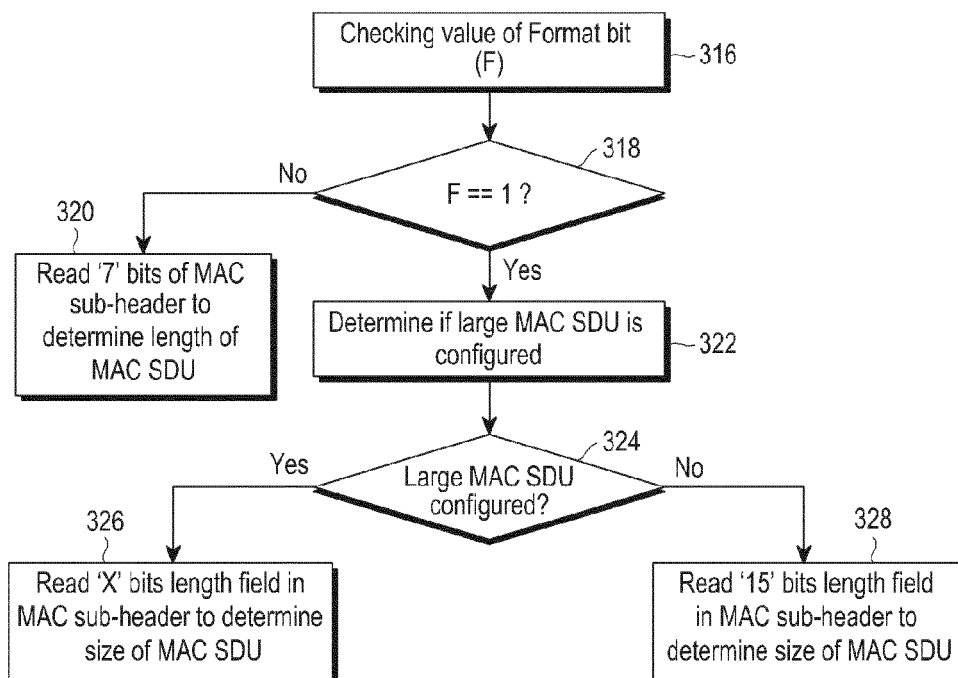 Checking value of Format bit
(F)
316
318
No
F == 1 ?
320
Yes
Read ‘7’ bits of MAC
sub-header to
determine length of
MAC SDU
Determine if large MAC SDU is
configured
322
324
Yes
Large MAC SDU
configured?
No
326
328
Read ‘X’ bits length field in
MAC sub-header to determine
size of MAC SDU
Read ‘15’ bits length field
in MAC sub-header to
determine size of MAC SDU